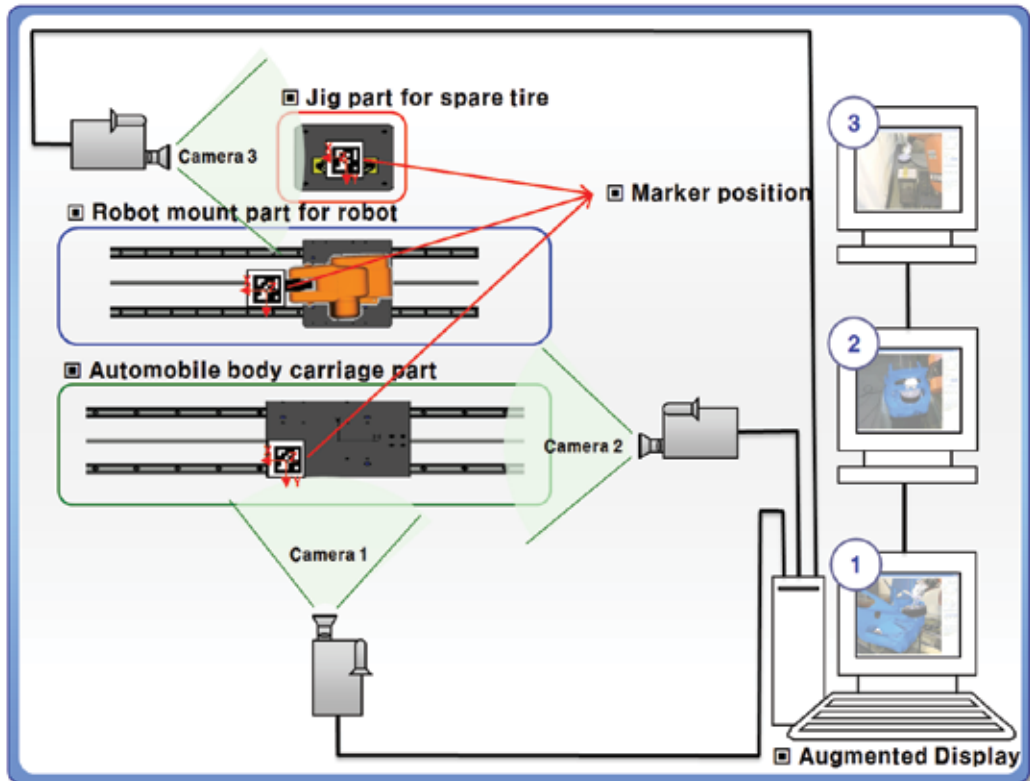 Jig part for spare tire
3
Camera 3
Marker position
Robot mount part for robot
2
Automobile body carriage part
Camera 2
Camera 1
1
Augmented Display